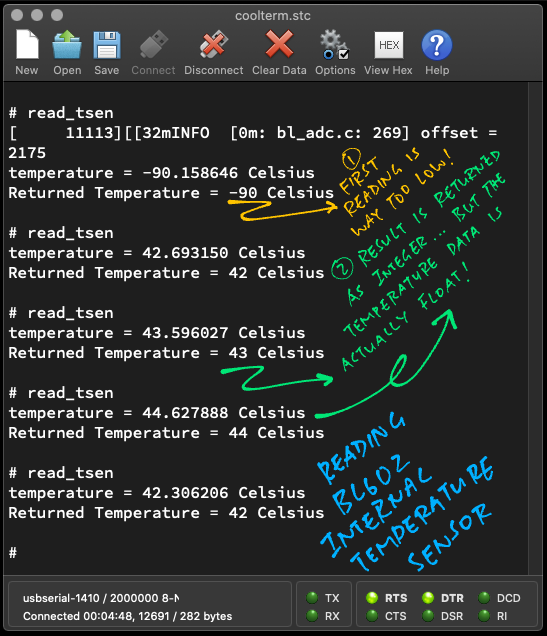 coolterm.stc
New
Open
Save
Connect
Disconnect
Clear Data
Options
HEX
View Hex
Help
# read_tsen
[      11113][[32mINFO  [0m: bl_adc.c: 269] offset =
2175
temperature = -90.158646 Celsius
Returned Temperature = -90 Celsius
1
FIRST
READING IS
WAY TOO LOW!
# read_tsen
temperature = 42.693150 Celsius
Returned Temperature = 42 Celsius
2 RESULT IS RETURNED
AS INTEGER... BUT THE
TEMPERATURE DATA IS
ACTUALLY FLOAT!
# read_tsen
temperature = 43.596027 Celsius
Returned Temperature = 43 Celsius
# read_tsen
temperature = 44.627888 Celsius
Returned Temperature = 44 Celsius
# read_tsen
temperature = 42.306206 Celsius
Returned Temperature = 42 Celsius
READING
BL602
INTERNAL
TEMPERATURE
SENSOR
#
usbserial-1410 / 2000000 8-N
Connected 00:04:48, 12691 / 282 bytes
TX
RX
RTS
CTS
DTR
DSR
DCD
RI